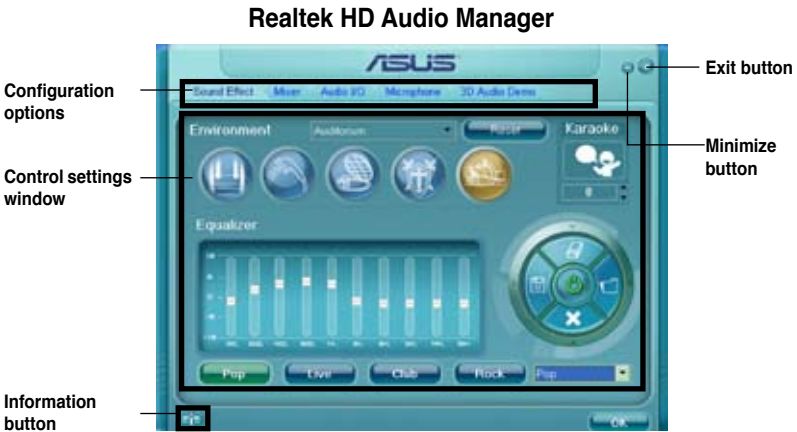 Realtek HD Audio Manager
ASUS
Exit button
Configuration
options
Sound Effect Mixer Audio I/O Microphone 3D Audio Demo
Environment Auditorium Reset Karaoke
Minimize
button
Control settings
window
0
Equalizer
Pop Live Club Rock Pop
Information
button
OK